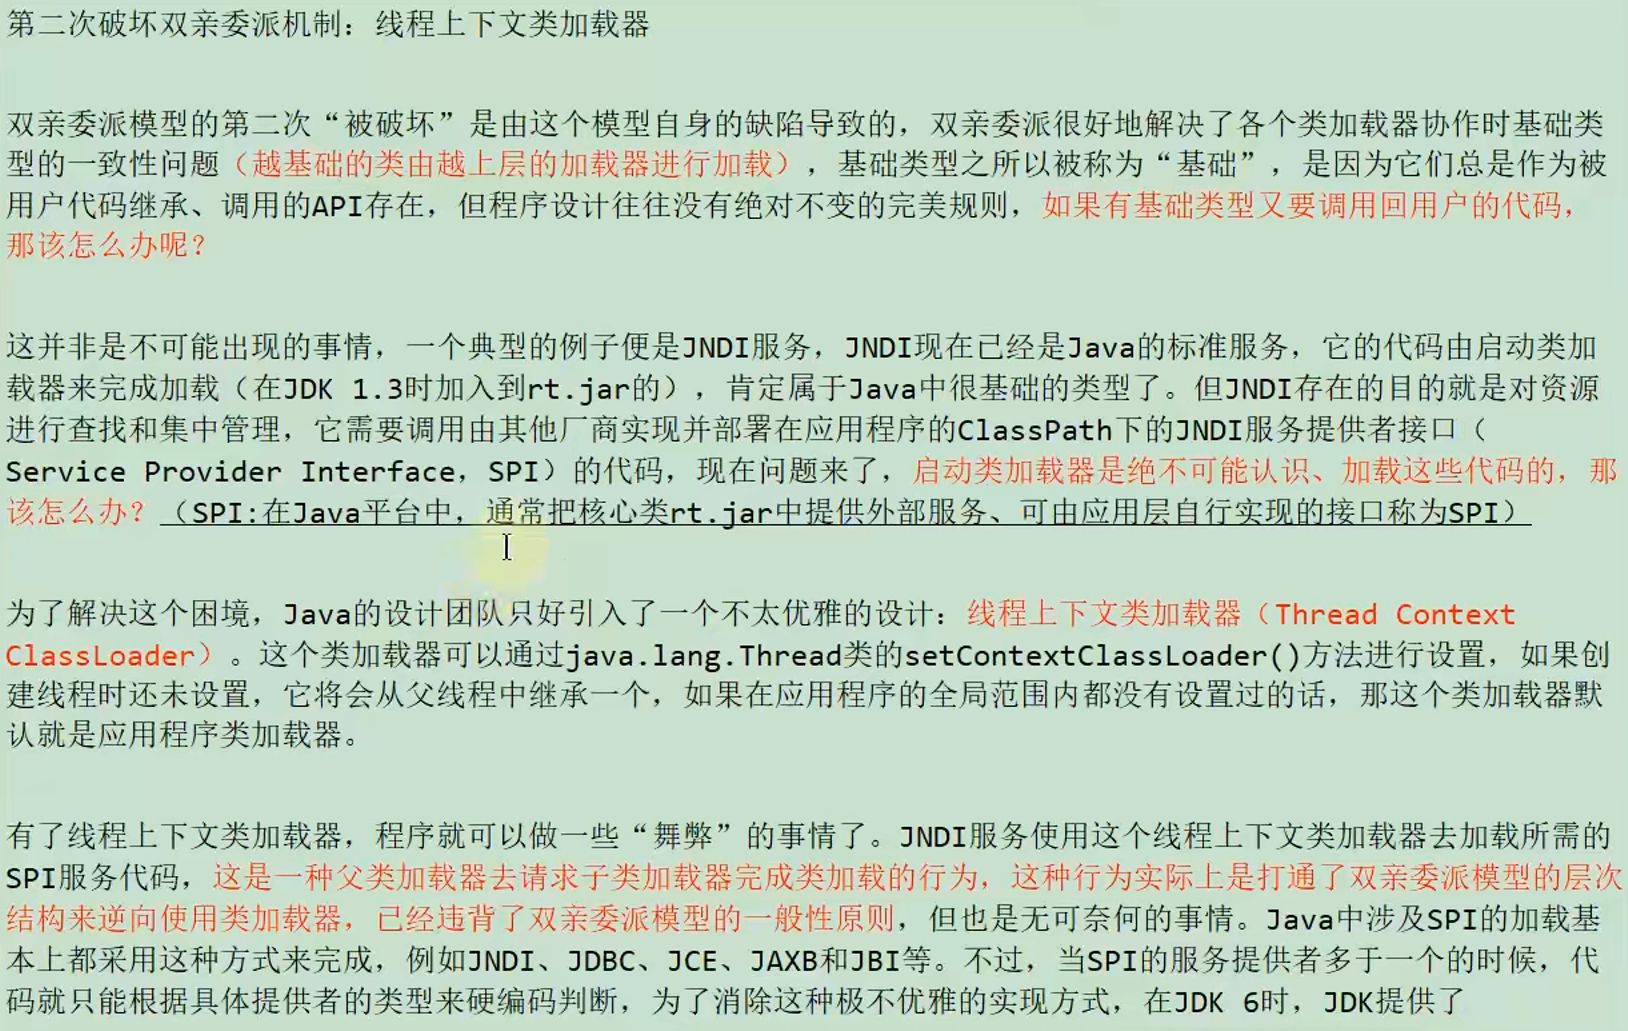 第二次破坏双亲委派机制：线程上下文类加载器
双亲委派模型的第二次“被破坏”是由这个模型自身的缺陷导致的，双亲委派很好地解决了各个类加载器协作时基础类
型的一致性问题（越基础的类由越上层的加载器进行加载），基础类型之所以被称为“基础”，是因为它们总是作为被
用户代码继承、调用的API存在，但程序设计往往没有绝对不变的完美规则，如果有基础类型又要调用回用户的代码，
那该怎么办呢？
这并非是不可能出现的事情，一个典型的例子便是JNDI服务，JNDI现在已经是Java的标准服务，它的代码由启动类加
载器来完成加载（在JDK 1.3时加入到rt.jar的），肯定属于Java中很基础的类型了。但JNDI存在的目的就是对资源
进行查找和集中管理，它需要调用由其他厂商实现并部署在应用程序的ClassPath下的JNDI服务提供者接口（
Service Provider Interface，SPI）的代码，现在问题来了，启动类加载器是绝不可能认识、加载这些代码的，那
该怎么办？（SPI:在Java平台中，通常把核心类rt.jar中提供外部服务、可由应用层自行实现的接口称为SPI）
为了解决这个困境，Java的设计团队只好引入了一个不太优雅的设计：线程上下文类加载器（Thread Context
ClassLoader）。这个类加载器可以通过java.lang.Thread类的setContextClassLoader()方法进行设置，如果创
建线程时还未设置，它将会从父线程中继承一个，如果在应用程序的全局范围内都没有设置过的话，那这个类加载器默
认就是应用程序类加载器。
有了线程上下文类加载器，程序就可以做一些“舞弊”的事情了。JNDI服务使用这个线程上下文类加载器去加载所需的
SPI服务代码，这是一种父类加载器去请求子类加载器完成类加载的行为，这种行为实际上是打通了双亲委派模型的层次
结构来逆向使用类加载器，已经违背了双亲委派模型的一般性原则，但也是无可奈何的事情。Java中涉及SPI的加载基
本上都采用这种方式来完成，例如JNDI、JDBC、JCE、JAXB和JBI等。不过，当SPI的服务提供者多于一个的时候，代
码就只能根据具体提供者的类型来硬编码判断，为了消除这种极不优雅的实现方式，在JDK 6时，JDK提供了